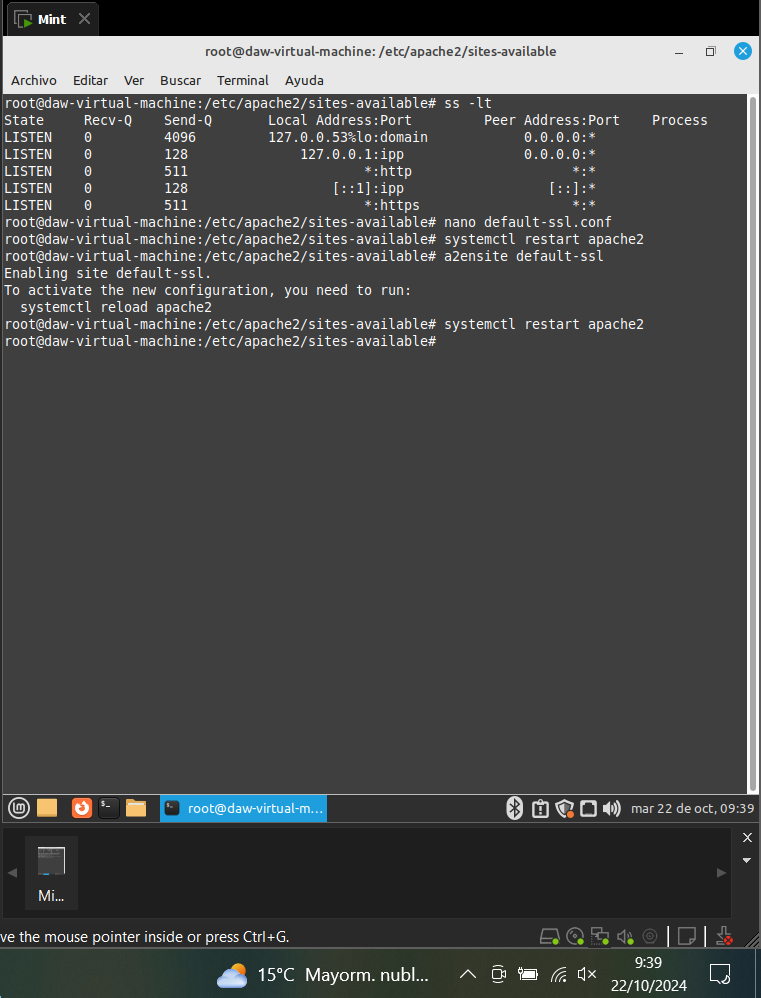 Mint
root@daw-virtual-machine: /etc/apache2/sites-available
Archivo Editar Ver Buscar Terminal Ayuda
root@daw-virtual-machine:/etc/apache2/sites-available# ss -lt
State Recv-Q Send-Q Local Address:Port Peer Address:Port Process
LISTEN 0 4096 127.0.0.53%lo:domain 0.0.0.0:*
LISTEN 0 128 127.0.0.1:ipp 0.0.0.0:*
LISTEN 0 511 *:http *:*
LISTEN 0 128 [::1]:ipp [::]:*
LISTEN 0 511 *:https *:*
root@daw-virtual-machine:/etc/apache2/sites-available# nano default-ssl.conf
root@daw-virtual-machine:/etc/apache2/sites-available# systemctl restart apache2
root@daw-virtual-machine:/etc/apache2/sites-available# a2ensite default-ssl
Enabling site default-ssl.
To activate the new configuration, you need to run:
  systemctl reload apache2
root@daw-virtual-machine:/etc/apache2/sites-available# systemctl restart apache2
root@daw-virtual-machine:/etc/apache2/sites-available#
root@daw-virtual-m... mar 22 de oct, 09:39
Mi...
ve the mouse pointer inside or press Ctrl+G.
15°C Mayorm. nubl...
9:39
22/10/2024